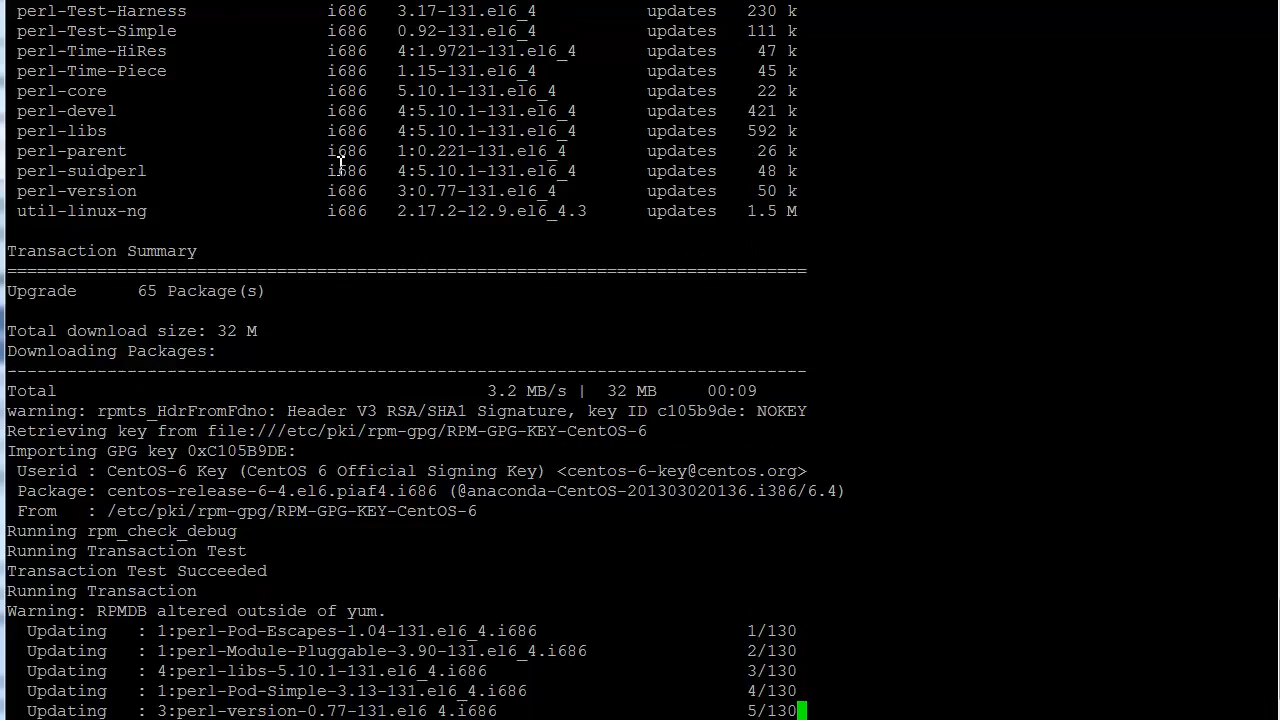 perl-Test-Harness i686 3.17-131.el6_4 updates 230 k
perl-Test-Simple i686 0.92-131.el6_4 updates 111 k
perl-Time-HiRes i686 4:1.9721-131.el6_4 updates 47 k
perl-Time-Piece i686 1.15-131.el6_4 updates 45 k
perl-core i686 5.10.1-131.el6_4 updates 22 k
perl-devel i686 4:5.10.1-131.el6_4 updates 421 k
perl-libs i686 4:5.10.1-131.el6_4 updates 592 k
perl-parent i686 1:0.221-131.el6_4 updates 26 k
perl-suidperl i686 4:5.10.1-131.el6_4 updates 48 k
perl-version i686 3:0.77-131.el6_4 updates 50 k
util-linux-ng i686 2.17.2-12.9.el6_4.3 updates 1.5 M
Transaction Summary
================================================================================
Upgrade 65 Package(s)
Total download size: 32 M
Downloading Packages:
--------------------------------------------------------------------------------
Total 3.2 MB/s | 32 MB 00:09
warning: rpmts_HdrFromFdno: Header V3 RSA/SHA1 Signature, key ID c105b9de: NOKEY
Retrieving key from file:///etc/pki/rpm-gpg/RPM-GPG-KEY-CentOS-6
Importing GPG key 0xC105B9DE:
Userid : CentOS-6 Key (CentOS 6 Official Signing Key) <centos-6-key@centos.org>
Package: centos-release-6-4.el6.piaf4.i686 (@anaconda-CentOS-201303020136.i386/6.4)
From : /etc/pki/rpm-gpg/RPM-GPG-KEY-CentOS-6
Running rpm_check_debug
Running Transaction Test
Transaction Test Succeeded
Running Transaction
Warning: RPMDB altered outside of yum.
Updating : 1:perl-Pod-Escapes-1.04-131.el6_4.i686 1/130
Updating : 1:perl-Module-Pluggable-3.90-131.el6_4.i686 2/130
Updating : 4:perl-libs-5.10.1-131.el6_4.i686 3/130
Updating : 1:perl-Pod-Simple-3.13-131.el6_4.i686 4/130
Updating : 3:perl-version-0.77-131.el6_4.i686 5/130